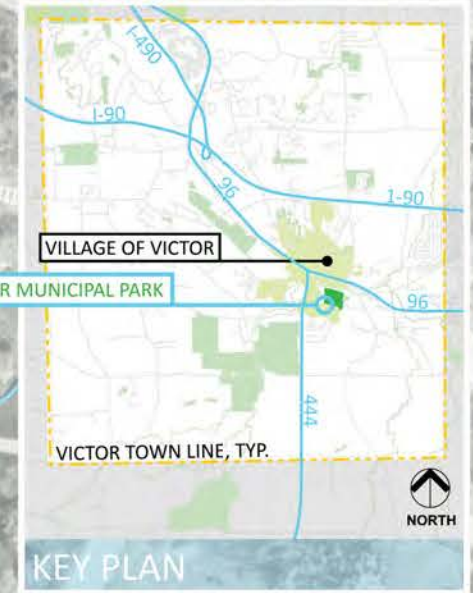 I-490
I-90
96
I-90
VILLAGE OF VICTOR
R MUNICIPAL PARK
96
444
VICTOR TOWN LINE, TYP.
NORTH
KEY PLAN